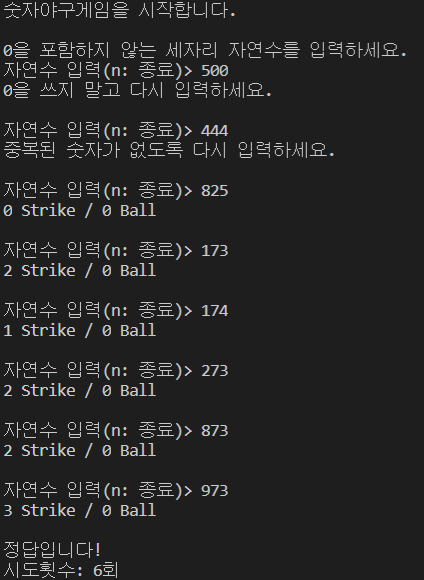 숫자야구게임을 시작합니다.
0을 포함하지 않는 세자리 자연수를 입력하세요.
자연수 입력(n: 종료)> 500
0을 쓰지 말고 다시 입력하세요.
자연수 입력(n: 종료)> 444
중복된 숫자가 없도록 다시 입력하세요.
자연수 입력(n: 종료)> 825
0 Strike / 0 Ball
자연수 입력(n: 종료)> 173
2 Strike / 0 Ball
자연수 입력(n: 종료)> 174
1 Strike / 0 Ball
자연수 입력(n: 종료)> 273
2 Strike / 0 Ball
자연수 입력(n: 종료)> 873
2 Strike / 0 Ball
자연수 입력(n: 종료)> 973
3 Strike / 0 Ball
정답입니다!
시도횟수: 6회